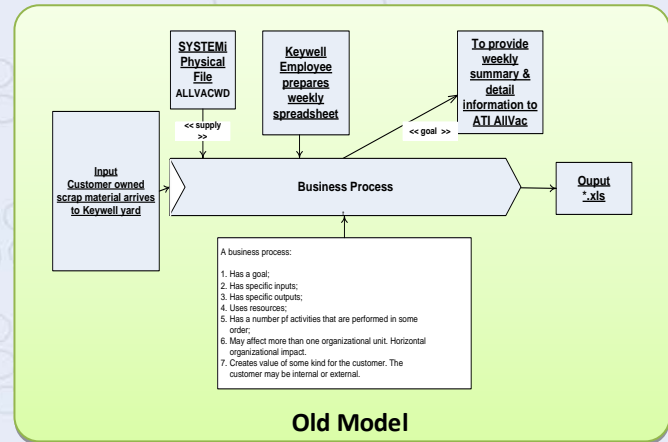 SYSTEMi
Physical
File
ALLVACWD
Keywell
Employee
prepares
weekly
spreadsheet
To provide
weekly
summary &
detail
information to
ATI AllVac
<< supply
>>
<< goal >>
Input
Customer owned
scrap material arrives
to Keywell yard
Business Process
Ouput
*.xls
A business process:
1. Has a goal;
2. Has specific inputs;
3. Has specific outputs;
4. Uses resources;
5. Has a number pf activities that are performed in some
order;
6. May affect more than one organizational unit. Horizontal
organizational impact.
7. Creates value of some kind for the customer. The
customer may be internal or external.
Old Model